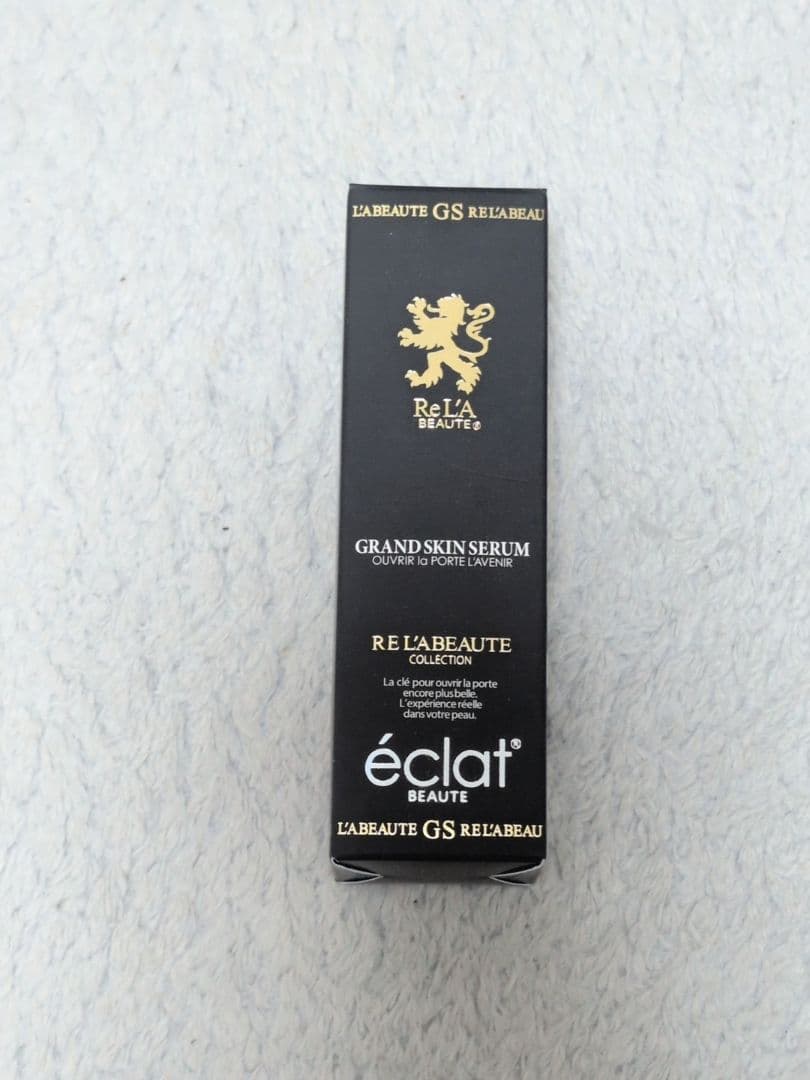 L'ABEAUTE GS REL'ABEAU
ReL'A
BEAUTE®
GRAND SKIN SERUM
OUVRIR la PORTE L'AVENIR
RE L'ABEAUTE
COLLECTION
La clé pour ouvrir la porte
encore plus belle.
L'expérience réelle
dans votre peau.
éclat®
BEAUTE
L'ABEAUTE GS REL'ABEAU